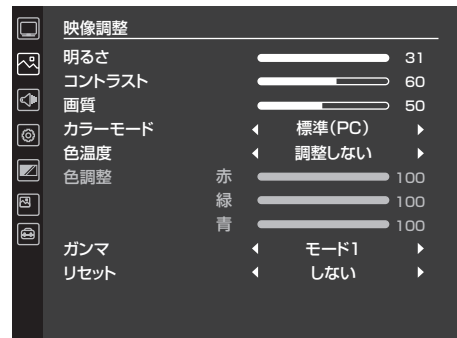 映像調整
明るさ 31
コントラスト 60
画質 50
カラーモード 標準(PC)
色温度 調整しない
色調整 赤 100
緑 100
青 100
ガンマ モード1
リセット しない